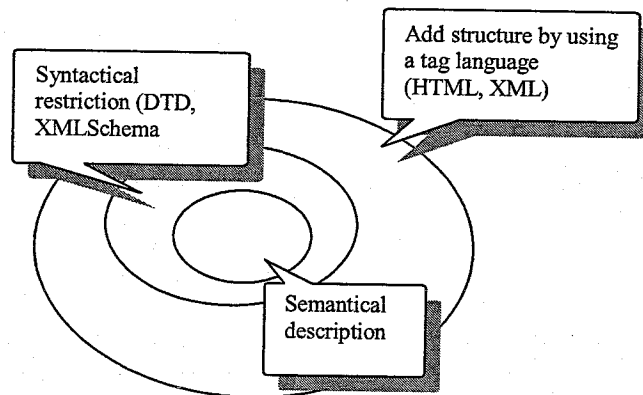 Add structure by using
a tag language
(HTML, XML)
Syntactical
restriction (DTD,
XMLSchema
Semantical
description